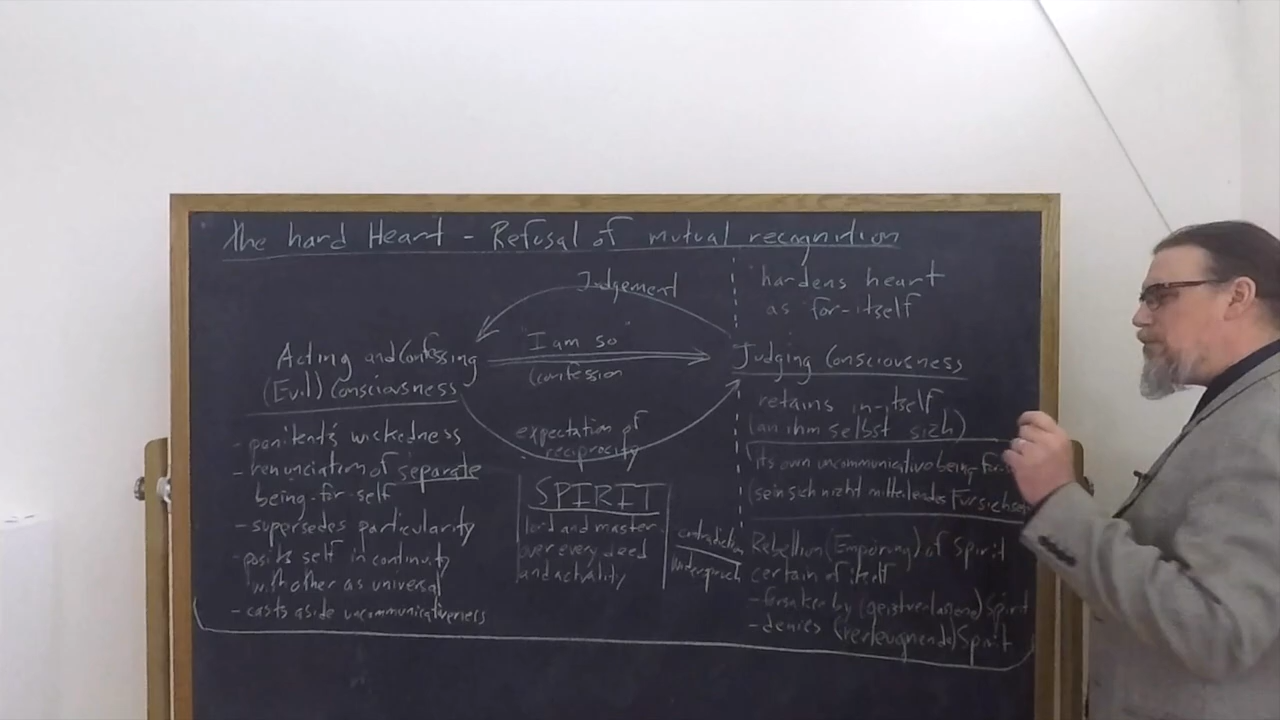 The hard Heart - Refusal of mutual recognition
Judgement
"I am so"
Confession
expectation of
reciprocity
Acting and Confessing
(Evil) Consciousness
- penitent's wickedness
- renunciation of separate
being-for-self
- supersedes particularity
- posits self in continuity
with other as universal
- casts aside uncommunicativeness
SPIRIT
lord and master
over every deed
and actuality
contradiction
Widerspruch
hardens heart
as for-itself
Judging Consciousness
retains in-itself
(an ihm selbst sich)
its own uncommunicative being-for-
(sein sich nicht mitteilendes Fürsichsei
Rebellion (Empörung) of Spirit
certain of itself
- forsaken by (geistverlassene) Spirit
- denies (verleugnende) Spirit